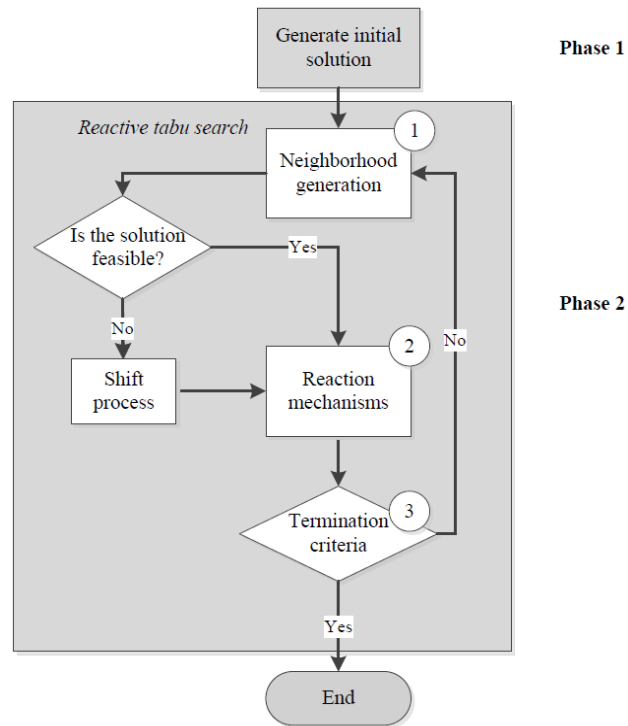 Generate initial
solution
Phase 1
Reactive tabu search
1
Neighborhood
generation
Is the solution
feasible?
Yes
Phase 2
No
2
No
Shift
process
Reaction
mechanisms
3
Termination
criteria
Yes
End